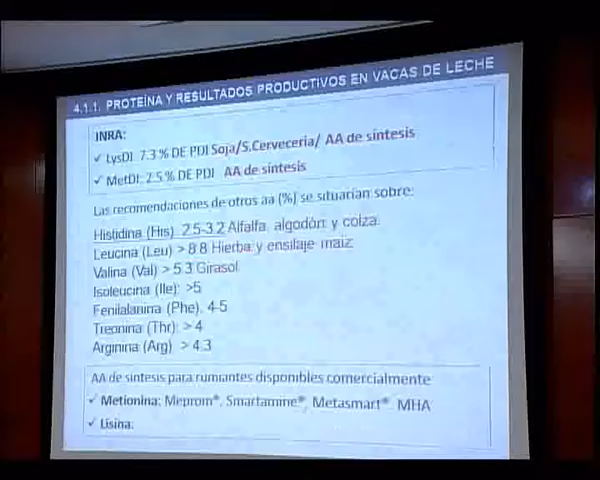 4.1.1. PROTEÍNA Y RESULTADOS PRODUCTIVOS EN VACAS DE LECHE
INRA:
✓ LysDI 7.3 % DE PDI Soja/S.Cerveceria/ AA de síntesis
✓ MetDI: 2.5 % DE PDI AA de síntesis
Las recomendaciones de otros aa (%) se situarían sobre:
Histidina (His) 2.5-3.2 Alfalfa, algodón y colza.
Leucina (Leu) > 8.8 Hierba y ensilaje maíz
Valina (Val) > 5.3 Girasol
Isoleucina (Ile): >5
Fenilalanina (Phe). 4-5
Treonina (Thr): > 4
Arginina (Arg) > 4.3
AA de síntesis para rumiantes disponibles comercialmente
✓ Metionina: Meprom®, Smartamine®, Metasmart®, MHA
✓ Lisina: